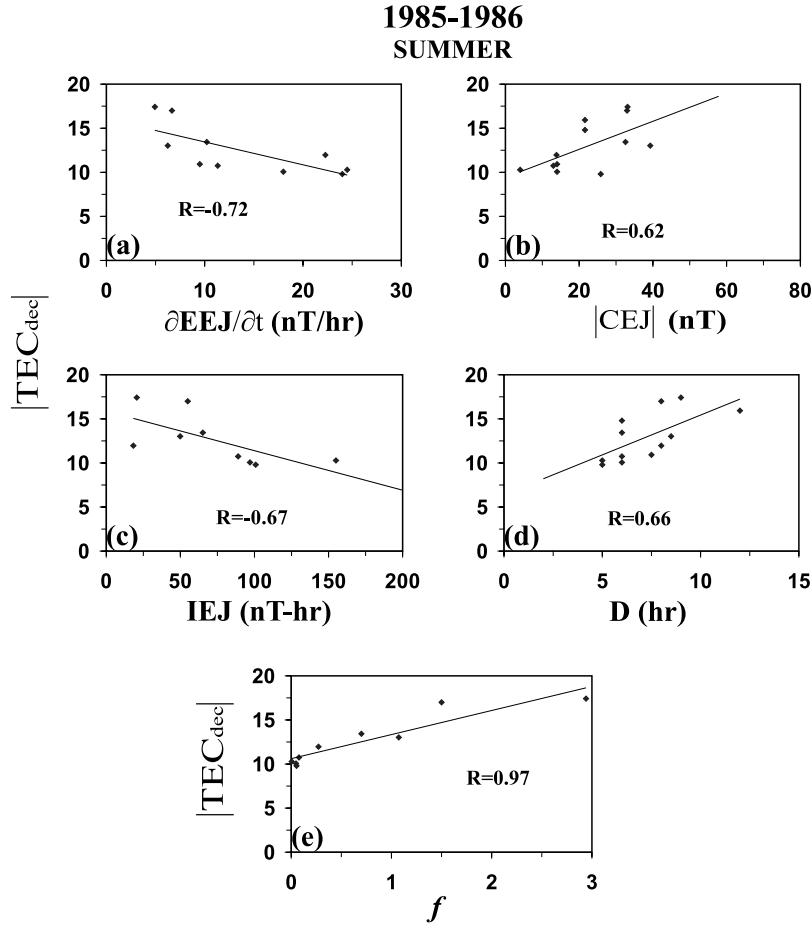 1985-1986
SUMMER
20
15
10
5
0
(a)
R=-0.72
0 10 20 30
∂EEJ/∂t (nT/hr)
20
15
10
5
0
(b)
R=0.62
0 20 40 60 80
|CEJ| (nT)
|TECdec|
20
15
10
5
0
(c)
R=-0.67
0 50 100 150 200
IEJ (nT-hr)
20
15
10
5
0
(d)
R=0.66
0 5 10 15
D (hr)
|TECdec|
20
15
10
5
0
(e)
R=0.97
0 1 2 3
f